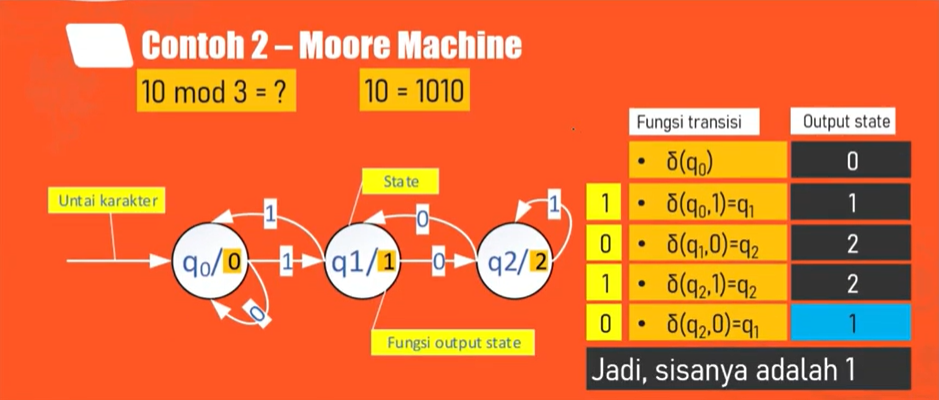 Contoh 2 – Moore Machine
10 mod 3 = ?
10 = 1010
Fungsi transisi
Output state
• δ(q₀)
0
1
• δ(q₀,1)=q₁
1
0
• δ(q₁,0)=q₂
2
1
• δ(q₂,1)=q₂
2
0
• δ(q₂,0)=q₁
1
Jadi, sisanya adalah 1
Untai karakter
State
1
0
1
q₀/0
1
q1/1
0
q2/2
0
Fungsi output state